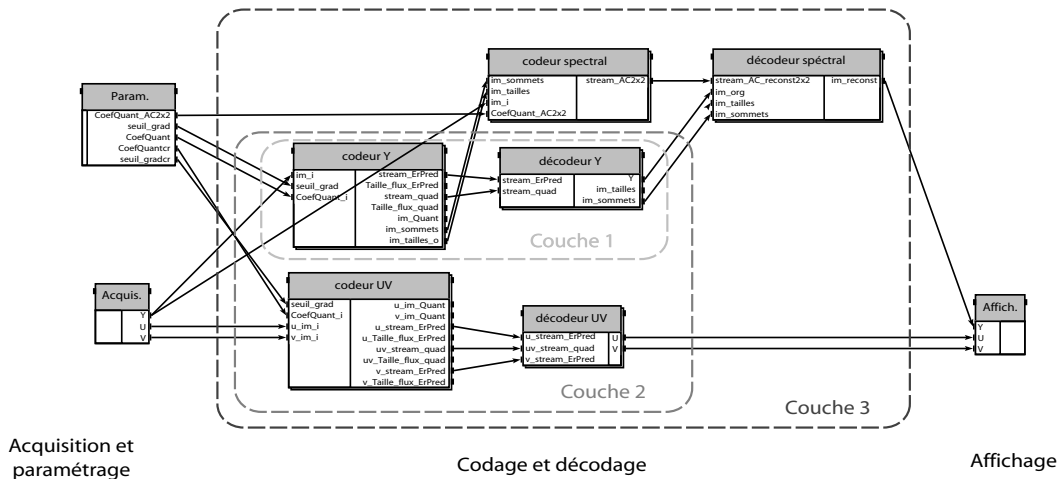 Param.
CoefQuant_AC2x2
seuil_grad
CoefQuant
CoefQuantcr
seuil_gradcr
Acquis.
Y
U
V
codeur spectral
im_sommets
im_tailles
im_i
CoefQuant_AC2x2
stream_AC2x2
décodeur spéctral
stream_AC_reconst2x2
im_org
im_tailles
im_sommets
im_reconst
codeur Y
im_i
seuil_grad
CoefQuant_i
stream_ErPred
Taille_flux_ErPred
stream_quad
Taille_flux_quad
im_Quant
im_sommets
im_tailles_o
décodeur Y
stream_ErPred
stream_quad
Y
im_tailles
im_sommets
Couche 1
codeur UV
seuil_grad
CoefQuant_i
u_im_i
v_im_i
u_im_Quant
v_im_Quant
u_stream_ErPred
u_Taille_flux_ErPred
uv_stream_quad
uv_Taille_flux_quad
v_stream_ErPred
v_Taille_flux_ErPred
décodeur UV
u_stream_ErPred
uv_stream_quad
v_stream_ErPred
U
V
Couche 2
Couche 3
Affich.
Y
U
V
Acquisition et
paramétrage
Codage et décodage
Affichage